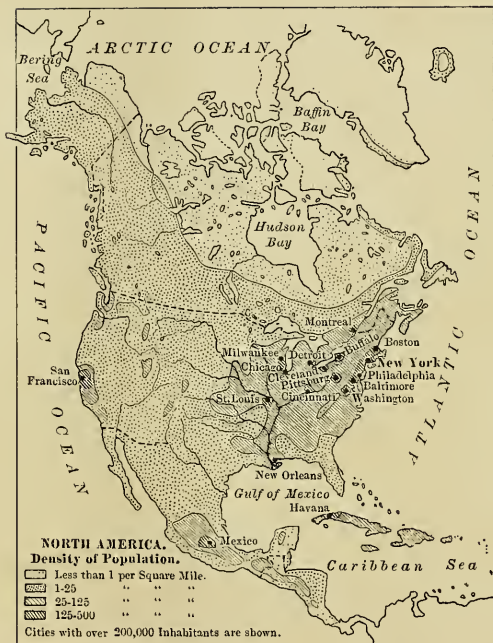 ARCTIC OCEAN
Bering
Sea
Baffin
Bay
Hudson
Bay
PACIFIC
OCEAN
ATLANTIC
OCEAN
Montreal
Boston
Buffalo
Milwaukee
Detroit
New York
Chicago
Cleveland
Philadelphia
Pittsburg
Baltimore
San
Francisco
St. Louis
Cincinnati
Washington
New Orleans
Gulf of Mexico
Havana
Mexico
Caribbean Sea
NORTH AMERICA.
Density of Population.
Less than 1 per Square Mile.
1-25 " " "
25-125 " " "
125-500 " " "
Cities with over 200,000 Inhabitants are shown.